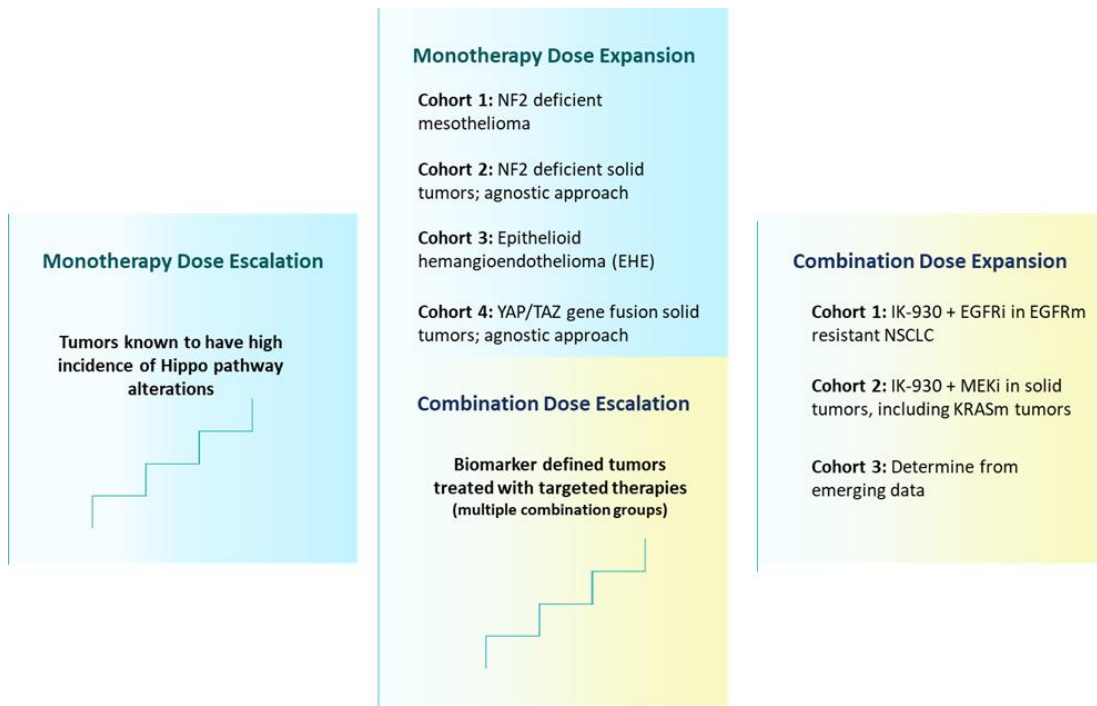 Monotherapy Dose Escalation
Tumors known to have high
incidence of Hippo pathway
alterations
Monotherapy Dose Expansion
Cohort 1: NF2 deficient
mesothelioma
Cohort 2: NF2 deficient solid
tumors; agnostic approach
Cohort 3: Epithelioid
hemangioendothelioma (EHE)
Cohort 4: YAP/TAZ gene fusion solid
tumors; agnostic approach
Combination Dose Escalation
Biomarker defined tumors
treated with targeted therapies
(multiple combination groups)
Combination Dose Expansion
Cohort 1: IK-930 + EGFRi in EGFRm
resistant NSCLC
Cohort 2: IK-930 + MEKi in solid
tumors, including KRASm tumors
Cohort 3: Determine from
emerging data